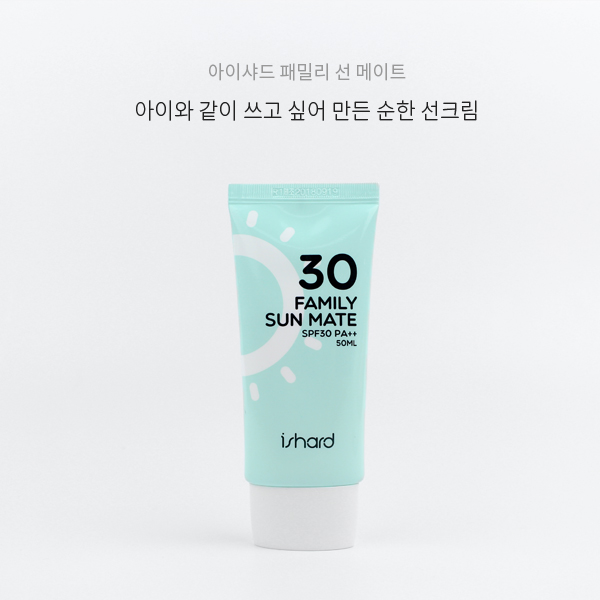 아이샤드 패밀리 선 메이트
아이와 같이 쓰고 싶어 만든 순한 선크림
30
FAMILY
SUN MATE
SPF30 PA++
50ML
ishard